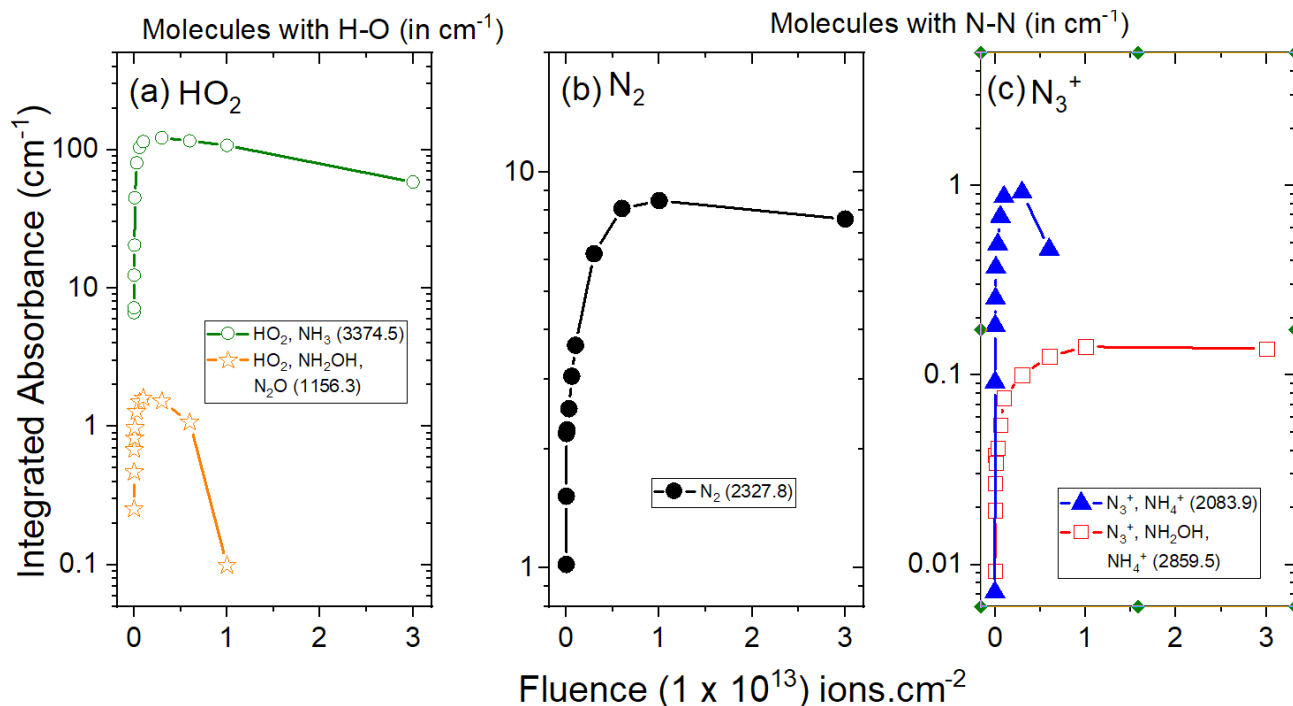 Molecules with H-O (in cm⁻¹)
Molecules with N-N (in cm⁻¹)
Integrated Absorbance (cm⁻¹)
(a) HO₂
100
10
1
0.1
0 1 2 3
HO₂, NH₃ (3374.5)
HO₂, NH₂OH,
N₂O (1156.3)
(b) N₂
10
1
0 1 2 3
N₂ (2327.8)
(c) N₃⁺
1
0.1
0.01
0 1 2 3
N₃⁺, NH₄⁺ (2083.9)
N₃⁺, NH₂OH,
NH₄⁺ (2859.5)
Fluence (1 x 10¹³) ions.cm⁻²